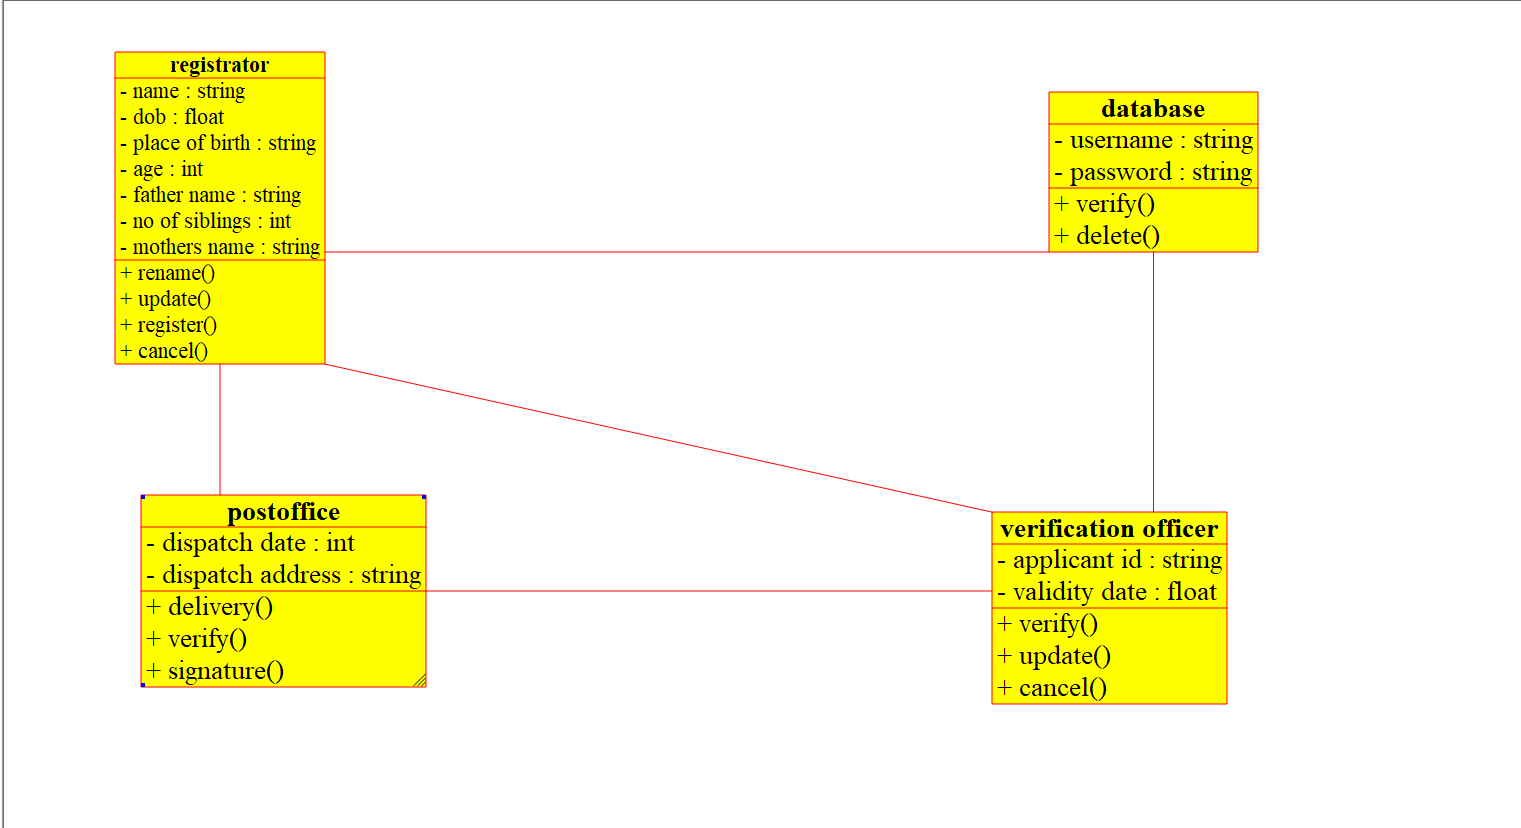 registrator
- name : string
- dob : float
- place of birth : string
- age : int
- father name : string
- no of siblings : int
- mothers name : string
+ rename()
+ update()
+ register()
+ cancel()
database
- username : string
- password : string
+ verify()
+ delete()
postoffice
- dispatch date : int
- dispatch address : string
+ delivery()
+ verify()
+ signature()
verification officer
- applicant id : string
- validity date : float
+ verify()
+ update()
+ cancel()